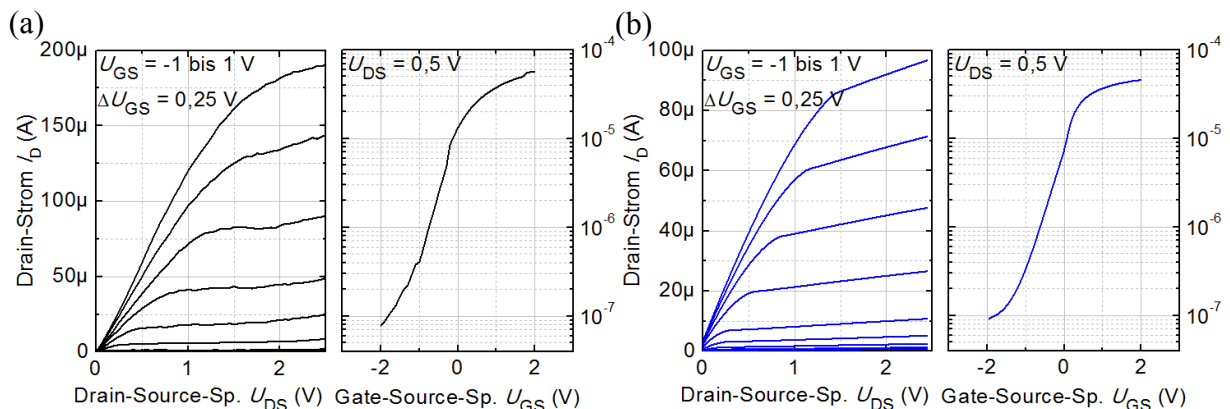 (a)
200µ
150µ
100µ
50µ
0
Drain-Strom I_D (A)
U_GS = -1 bis 1 V
ΔU_GS = 0,25 V
0 1 2
Drain-Source-Sp. U_DS (V)
U_DS = 0,5 V
10^-4
10^-5
10^-6
10^-7
-2 0 2
Gate-Source-Sp. U_GS (V)
(b)
100µ
80µ
60µ
40µ
20µ
0
Drain-Strom I_D (A)
U_GS = -1 bis 1 V
ΔU_GS = 0,25 V
0 1 2
Drain-Source-Sp. U_DS (V)
U_DS = 0,5 V
10^-4
10^-5
10^-6
10^-7
-2 0 2
Gate-Source-Sp. U_GS (V)